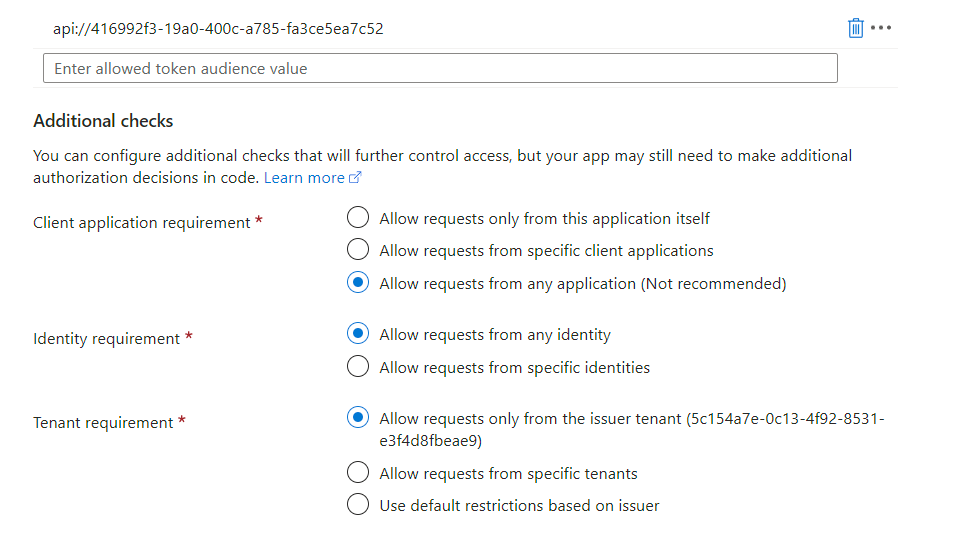 api://416992f3-19a0-400c-a785-fa3ce5ea7c52
Enter allowed token audience value
Additional checks
You can configure additional checks that will further control access, but your app may still need to make additional
authorization decisions in code. Learn more
Client application requirement *
Allow requests only from this application itself
Allow requests from specific client applications
Allow requests from any application (Not recommended)
Identity requirement *
Allow requests from any identity
Allow requests from specific identities
Tenant requirement *
Allow requests only from the issuer tenant (5c154a7e-0c13-4f92-8531-
e3f4d8fbeae9)
Allow requests from specific tenants
Use default restrictions based on issuer